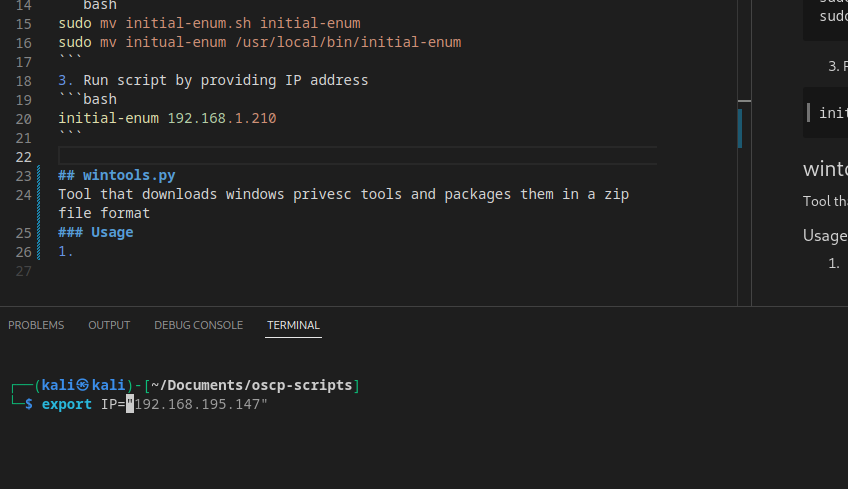 14 bash
15 sudo mv initial-enum.sh initial-enum
16 sudo mv initual-enum /usr/local/bin/initial-enum
17 ```
18 3. Run script by providing IP address
19 ```bash
20 initial-enum 192.168.1.210
21 ```
22
23 ## wintools.py
24 Tool that downloads windows privesc tools and packages them in a zip
file format
25 ### Usage
26 1.
27
sudo
3. F
init
winto
Tool tha
Usage
1.
PROBLEMS OUTPUT DEBUG CONSOLE TERMINAL
┌──(kali㉿kali)-[~/Documents/oscp-scripts]
└─$ export IP="192.168.195.147"